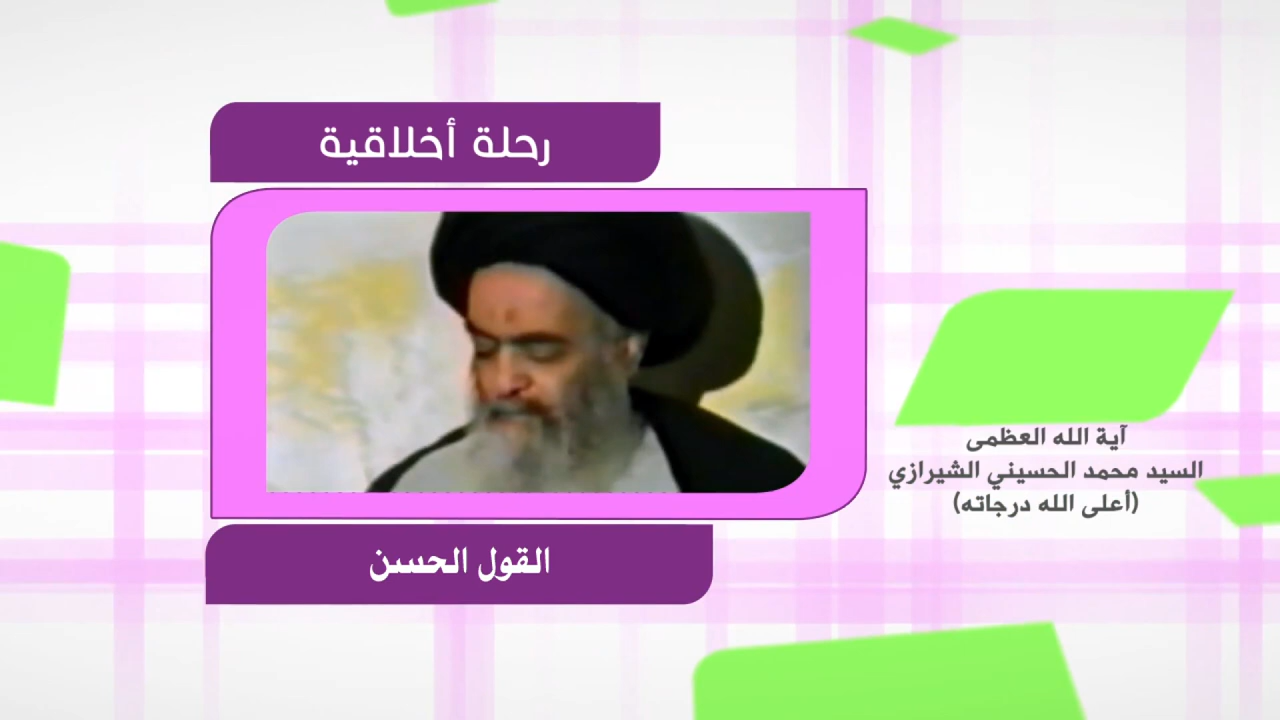 رحلة أخلاقية
آية الله العظمى
السيد محمد الحسيني الشيرازي
(أعلى الله درجاته)
القول الحسن